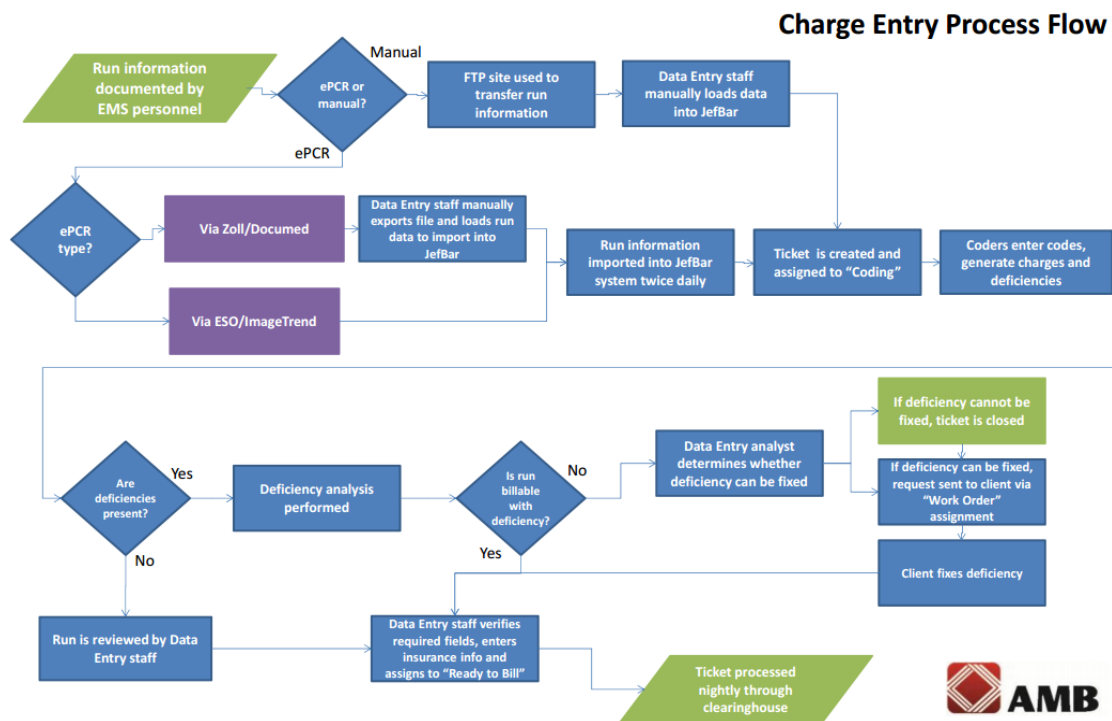 Charge Entry Process Flow
Run information
documented by
EMS personnel
ePCR or
manual?
Manual
FTP site used to
transfer run
information
Data Entry staff
manually loads data
into JefBar
ePCR
ePCR
type?
Via Zoll/Documed
Data Entry staff manually
exports file and loads run
data to import into
JefBar
Via ESO/ImageTrend
Run information
imported into JefBar
system twice daily
Ticket is created and
assigned to “Coding”
Coders enter codes,
generate charges and
deficiencies
Are
deficiencies
present?
Yes
No
Deficiency analysis
performed
Is run
billable with
deficiency?
No
Yes
Data Entry analyst
determines whether
deficiency can be fixed
If deficiency cannot be
fixed, ticket is closed
If deficiency can be fixed,
request sent to client via
“Work Order”
assignment
Client fixes deficiency
Run is reviewed by Data
Entry staff
Data Entry staff verifies
required fields, enters
insurance info and
assigns to “Ready to Bill”
Ticket processed
nightly through
clearinghouse
AMB